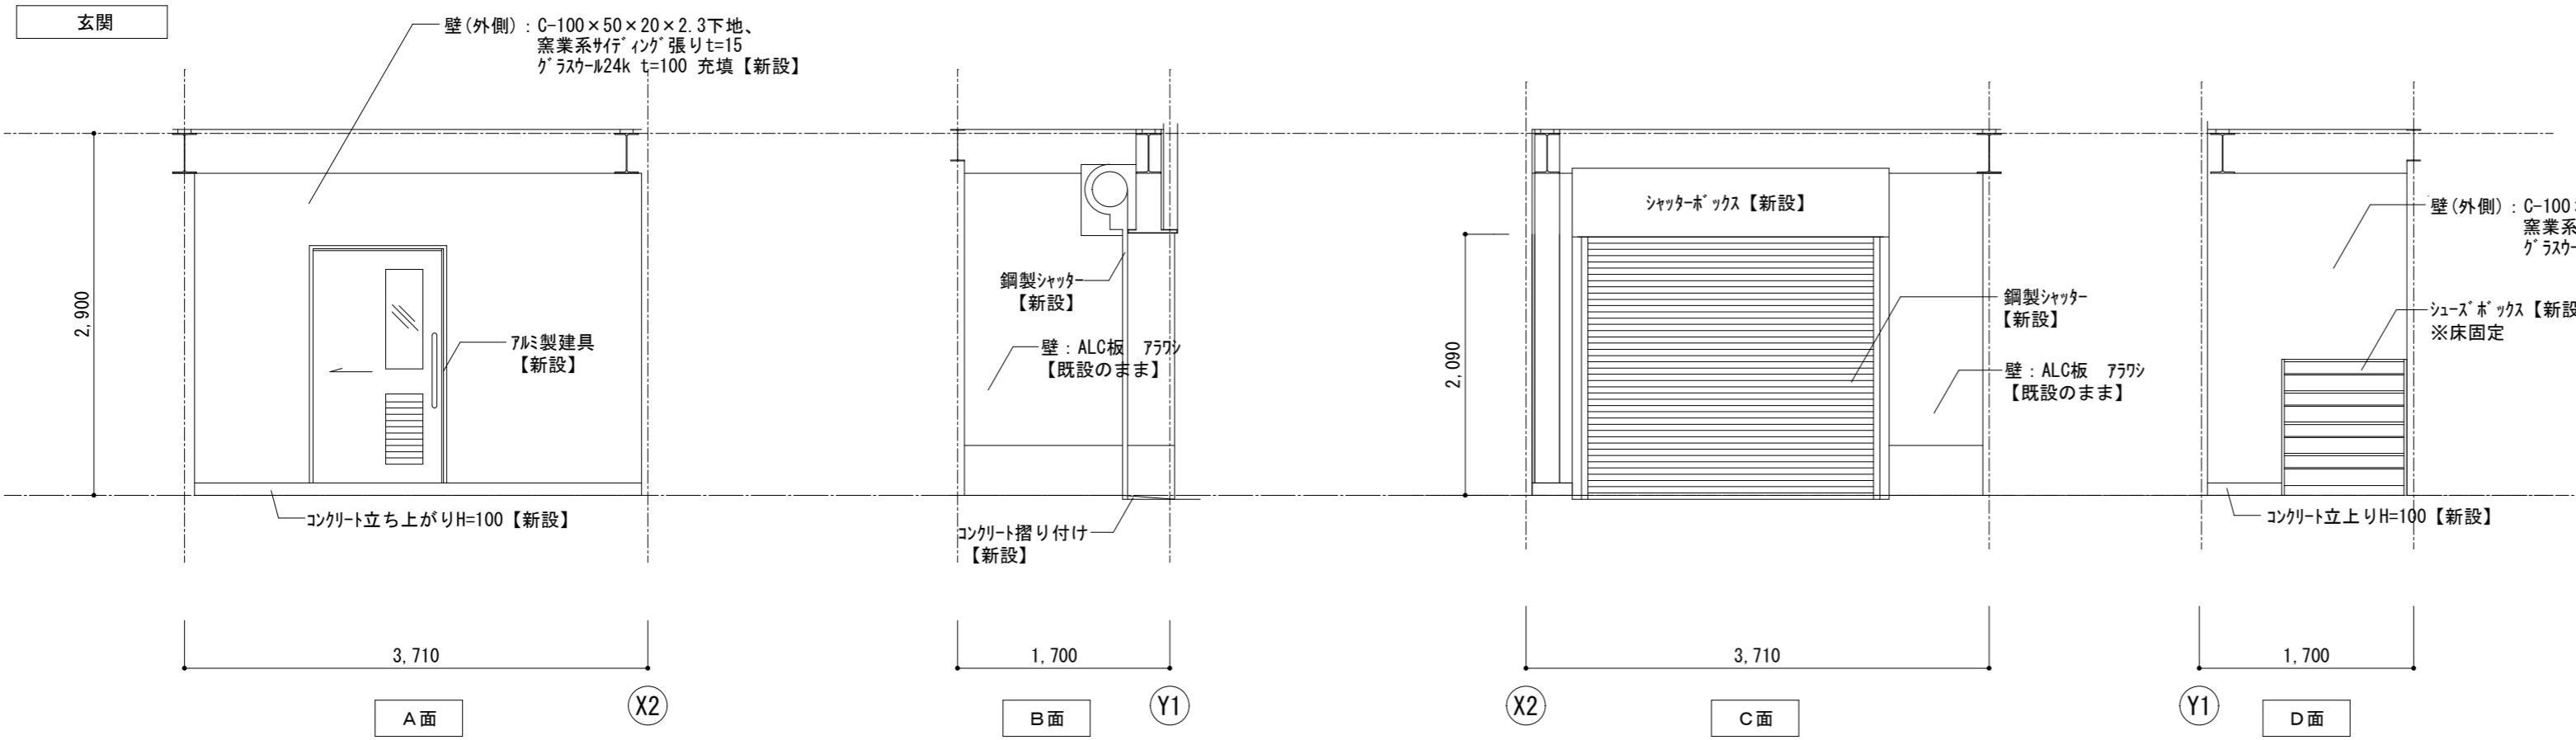 玄関
壁(外側):C-100×50×20×2.3下地、
窯業系ｻｲﾃﾞｨﾝｸﾞ張りt=15
ｸﾞﾗｽｳｰﾙ24k t=100 充填【新設】
2,900
ｱﾙﾐ製建具
【新設】
ｺﾝｸﾘｰﾄ立ち上がりH=100【新設】
3,710
A面
X2
鋼製ｼｬｯﾀｰ
【新設】
壁:ALC板 ｱﾗﾜｼ
【既設のまま】
ｺﾝｸﾘｰﾄ摺り付け
【新設】
1,700
B面
Y1
ｼｬｯﾀｰﾎﾞｯｸｽ【新設】
2,090
鋼製ｼｬｯﾀｰ
【新設】
壁:ALC板 ｱﾗﾜｼ
【既設のまま】
3,710
X2
C面
壁(外側):C-100
窯業系
ｸﾞﾗｽｳｰ
ｼｭｰｽﾞﾎﾞｯｸｽ【新設
※床固定
ｺﾝｸﾘｰﾄ立上りH=100【新設】
1,700
Y1
D面